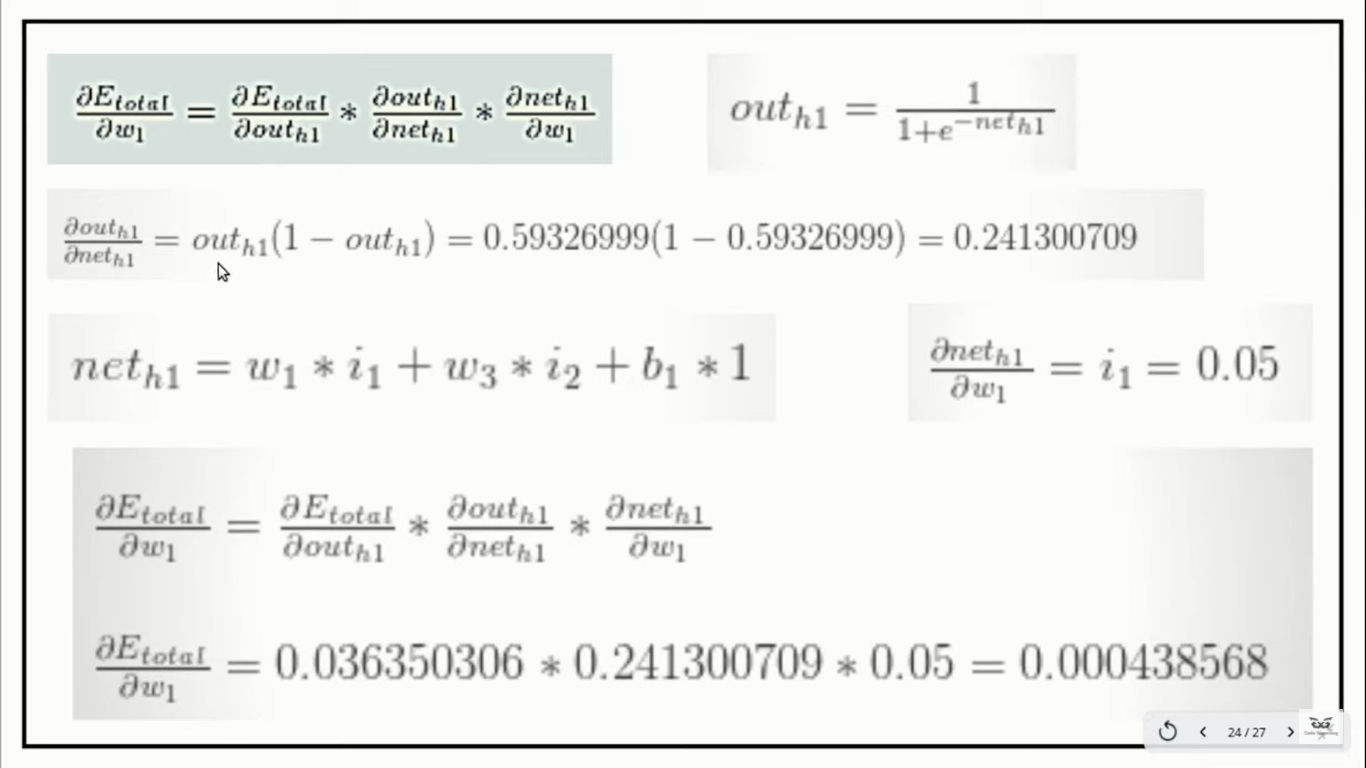 ∂E_total/∂w_1 = ∂E_total/∂out_h1 * ∂out_h1/∂net_h1 * ∂net_h1/∂w_1
out_h1 = 1/(1+e^(-net_h1))
∂out_h1/∂net_h1 = out_h1(1 − out_h1) = 0.59326999(1 − 0.59326999) = 0.241300709
net_h1 = w_1 * i_1 + w_3 * i_2 + b_1 * 1
∂net_h1/∂w_1 = i_1 = 0.05
∂E_total/∂w_1 = ∂E_total/∂out_h1 * ∂out_h1/∂net_h1 * ∂net_h1/∂w_1
∂E_total/∂w_1 = 0.036350306 * 0.241300709 * 0.05 = 0.000438568
24 / 27